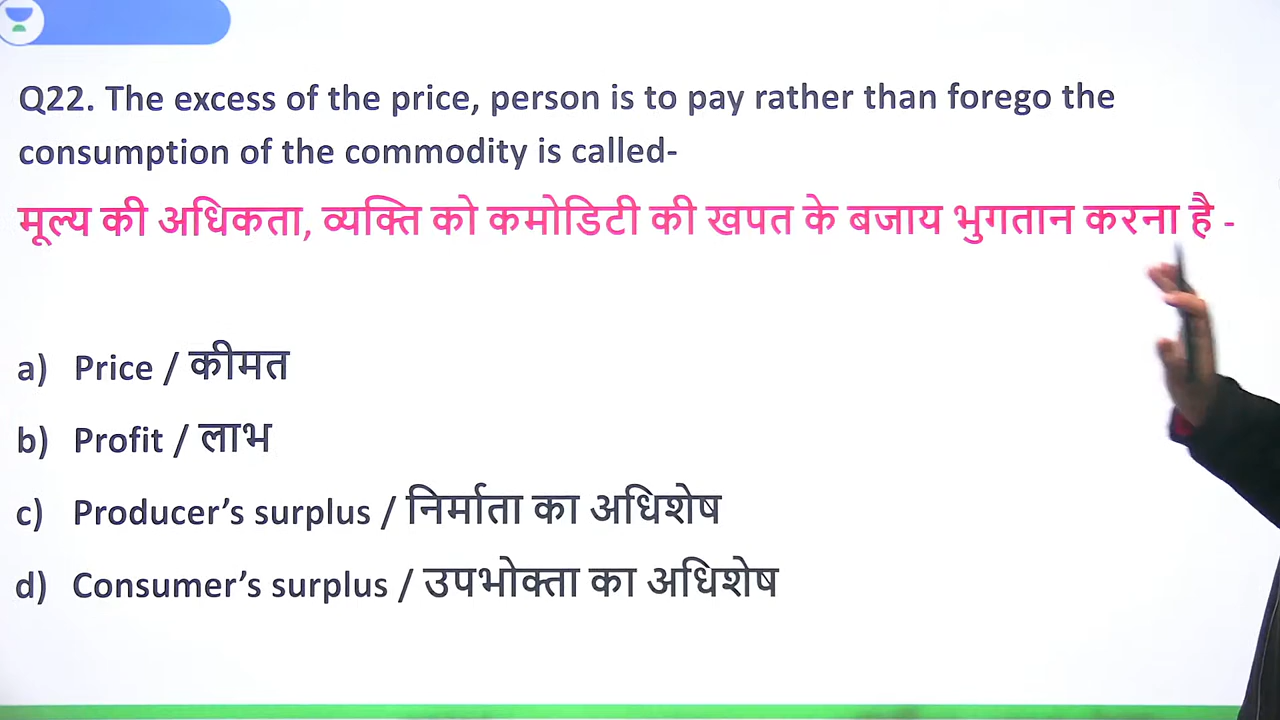 Q22. The excess of the price, person is to pay rather than forego the
consumption of the commodity is called-
मूल्य की अधिकता, व्यक्ति को कमोडिटी की खपत के बजाय भुगतान करना है -
a) Price / कीमत
b) Profit / लाभ
c) Producer’s surplus / निर्माता का अधिशेष
d) Consumer’s surplus / उपभोक्ता का अधिशेष